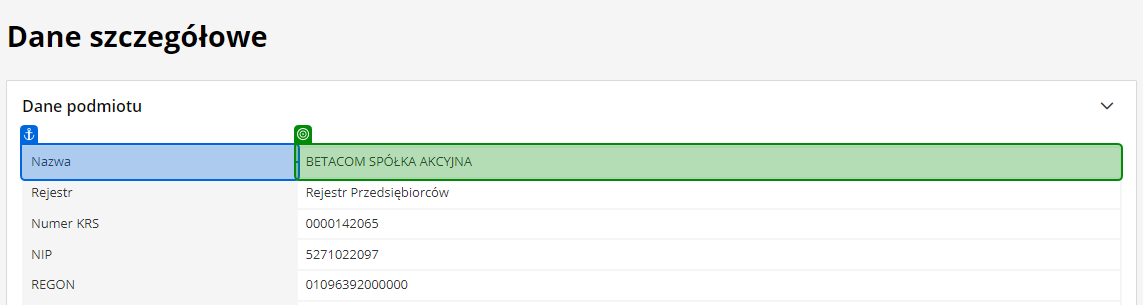 Dane szczegółowe
Dane podmiotu
Nazwa BETACOM SPÓŁKA AKCYJNA
Rejestr Rejestr Przedsiębiorców
Numer KRS 0000142065
NIP 5271022097
REGON 01096392000000